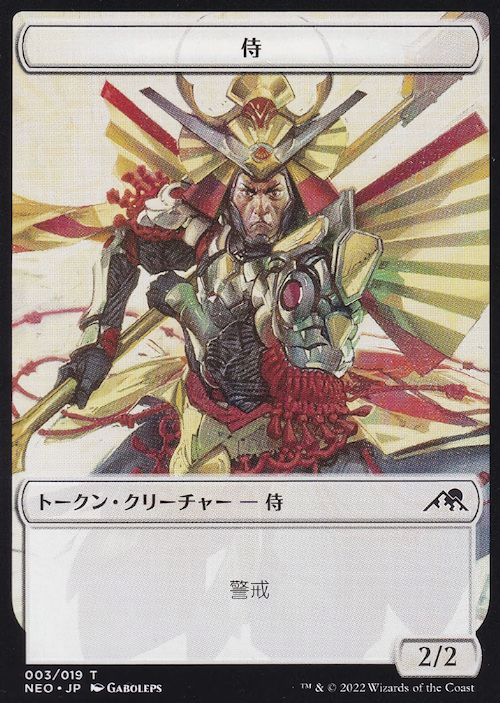 侍
トークン・クリーチャー — 侍
警戒
2/2
003/019 T
NEO • JP Gaboleps
™ & © 2022 Wizards of the Coast